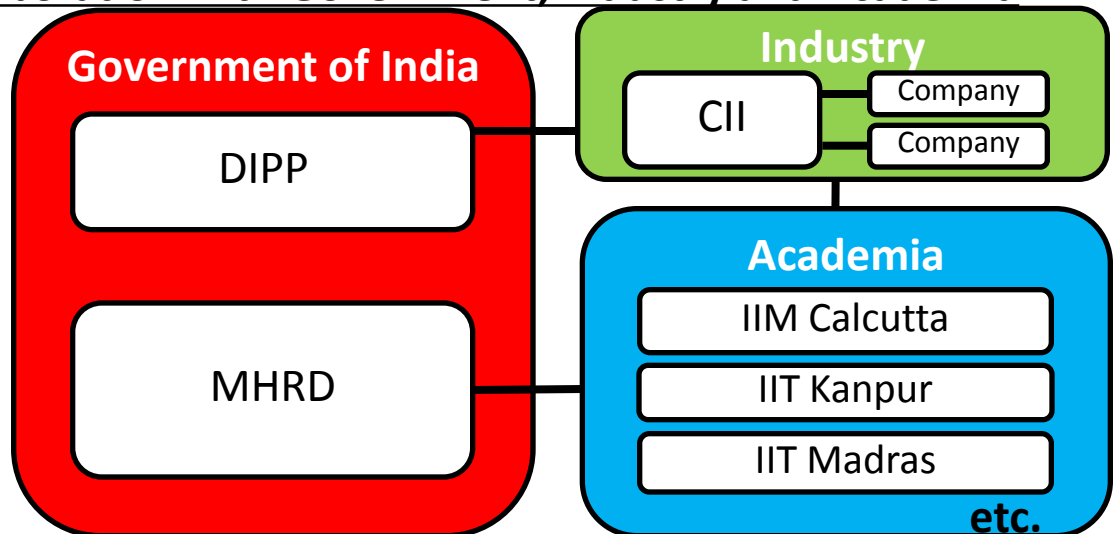 Government of India
DIPP
MHRD
Industry
CII
Company
Company
Academia
IIM Calcutta
IIT Kanpur
IIT Madras
etc.